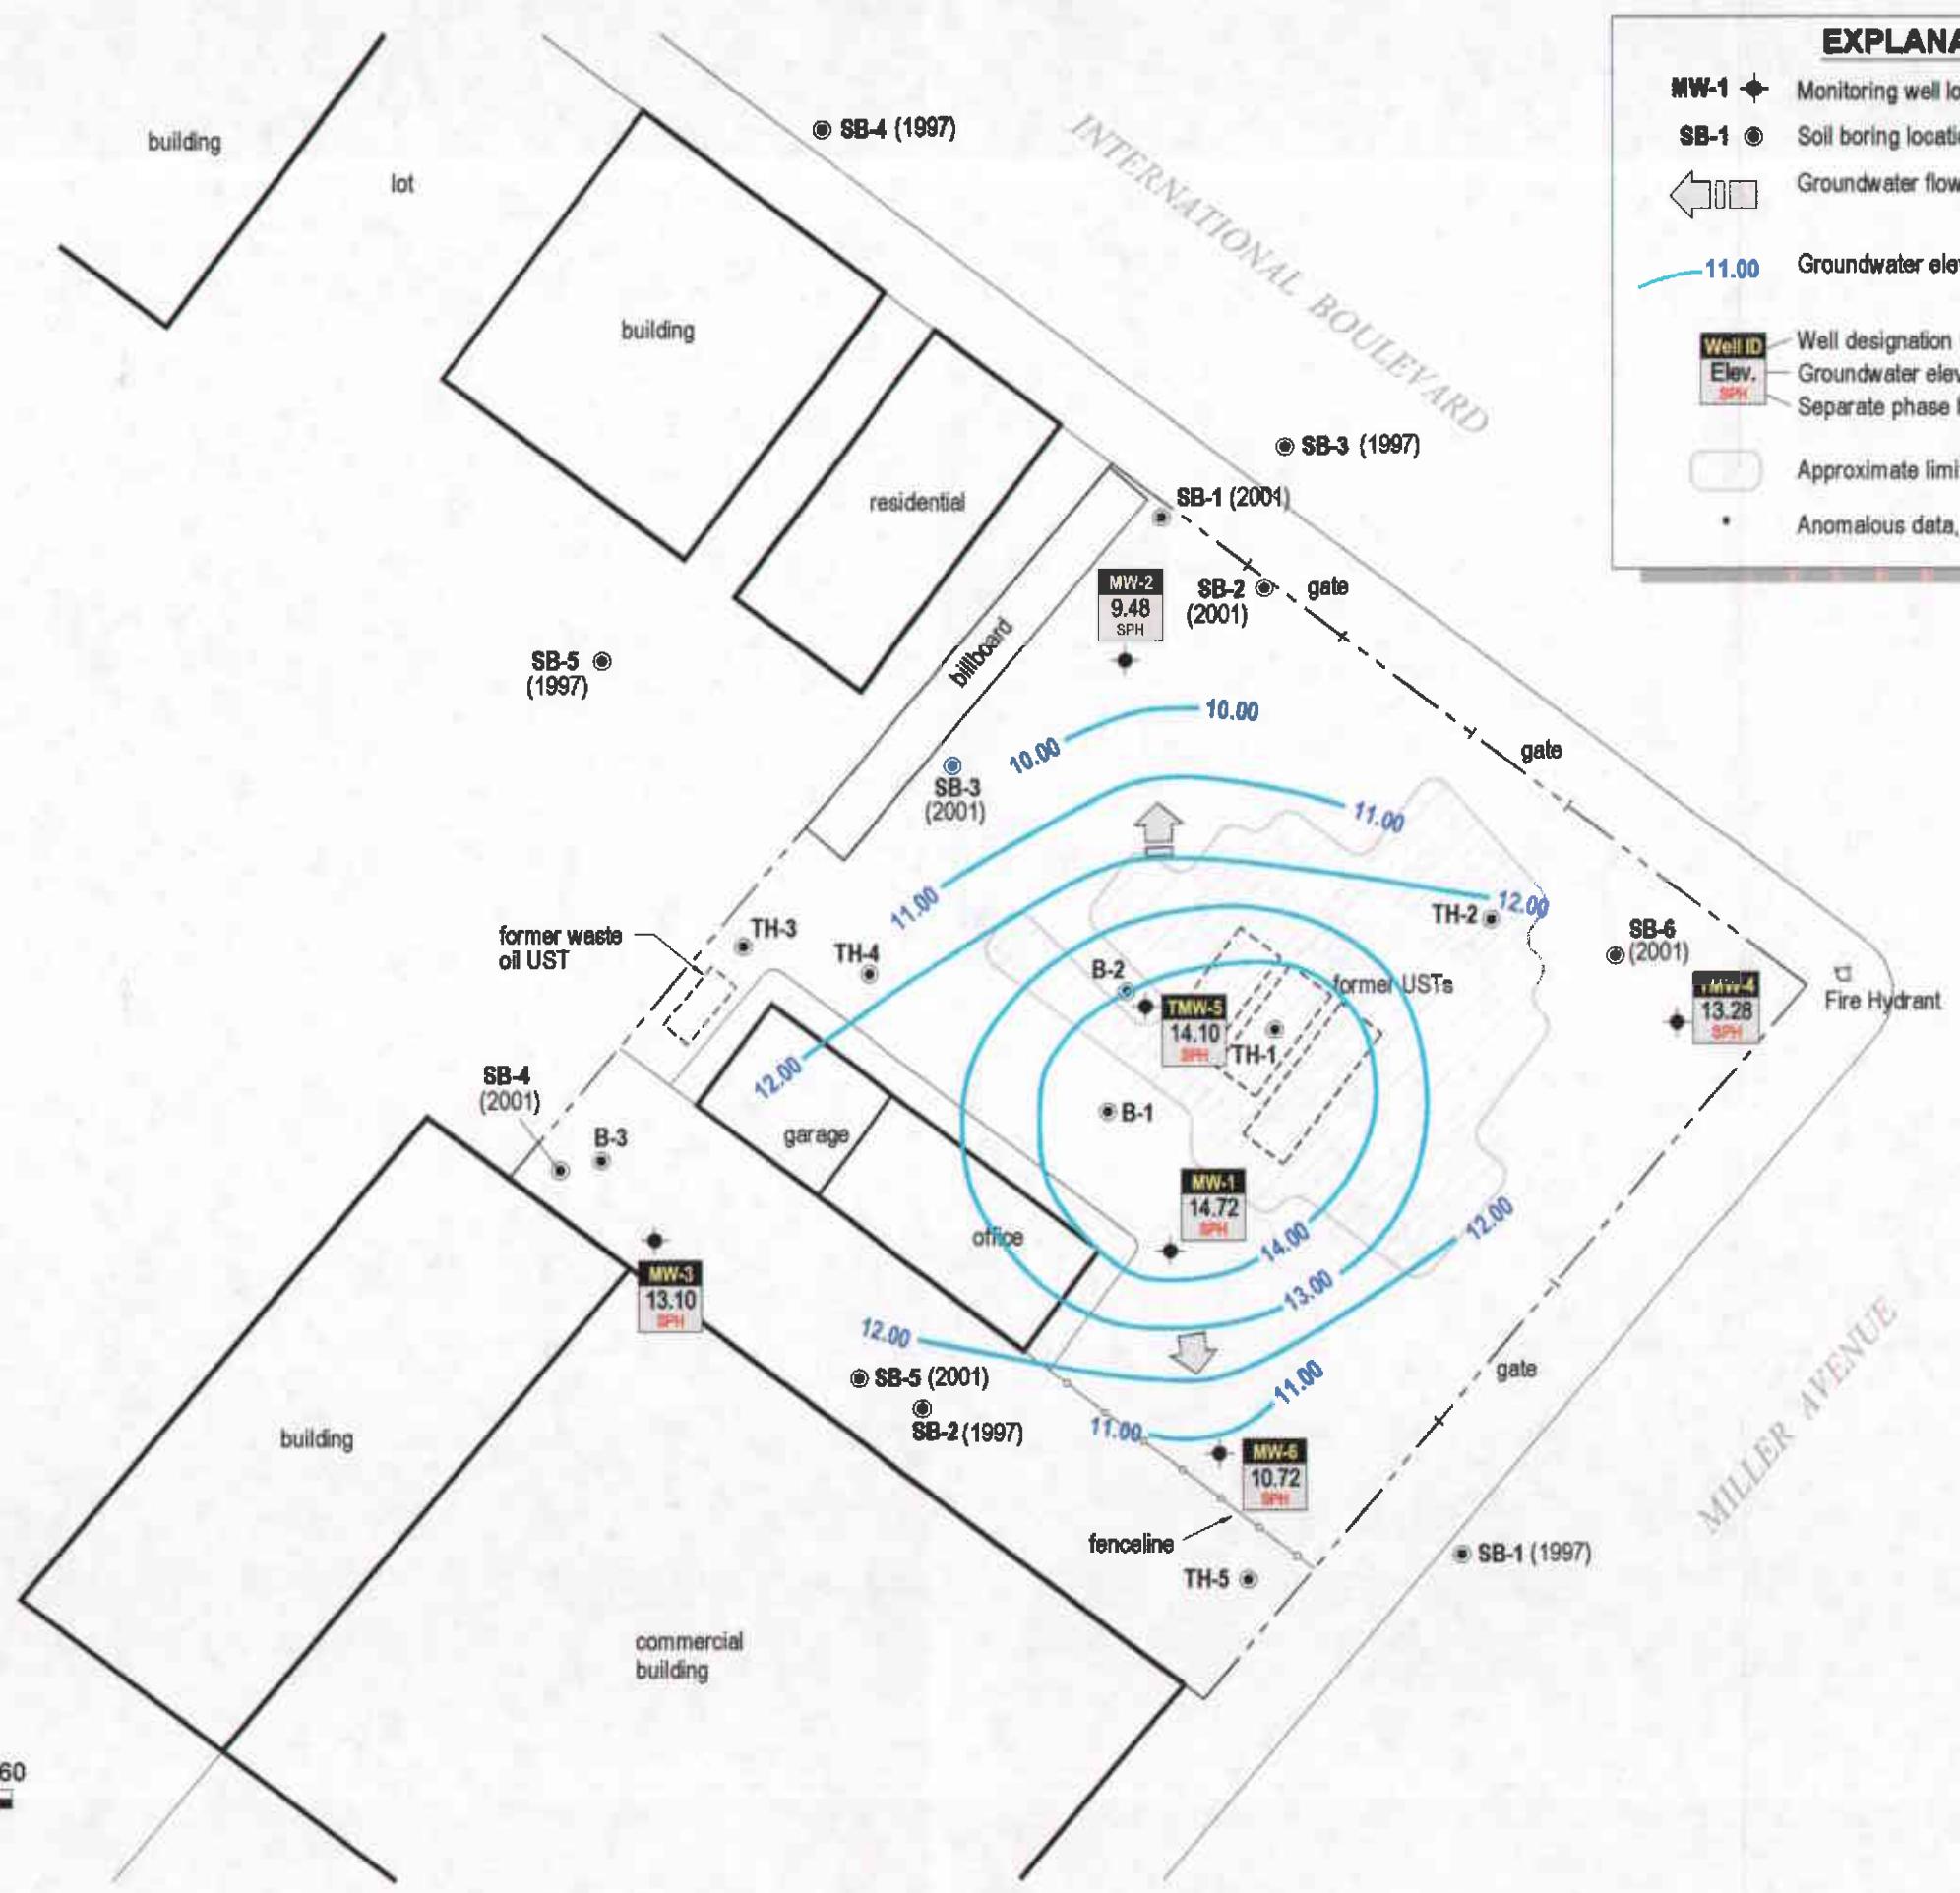 EXPLANA
MW-1 Monitoring well lo
SB-1 Soil boring locati
Groundwater flow
11.00 Groundwater ele
Well ID Well designation
Elev. Groundwater elev
SPH Separate phase
Approximate limi
Anomalous data,
building
lot
SB-4 (1997)
INTERNATIONAL BOULEVARD
building
residential
SB-3 (1997)
SB-1 (2001)
MW-2
9.48
SPH
SB-2
(2001)
gate
billboard
SB-5
(1997)
10.00
10.00
gate
SB-3
(2001)
11.00
11.00
12.00
TH-2
SB-6
(2001)
former waste
oil UST
TH-3
TH-4
B-2
former USTs
TMW-5
14.10
SPH
TH-1
TMW-4
13.28
SPH
Fire Hydrant
12.00
SB-4
(2001)
B-3
garage
B-1
MW-1
14.72
SPH
office
14.00
12.00
13.00
MW-3
13.10
SPH
12.00
SB-5 (2001)
SB-2 (1997)
11.00
11.00
gate
MILLER AVENUE
building
MW-6
10.72
SPH
fenceline
TH-5
SB-1 (1997)
commercial
building
60